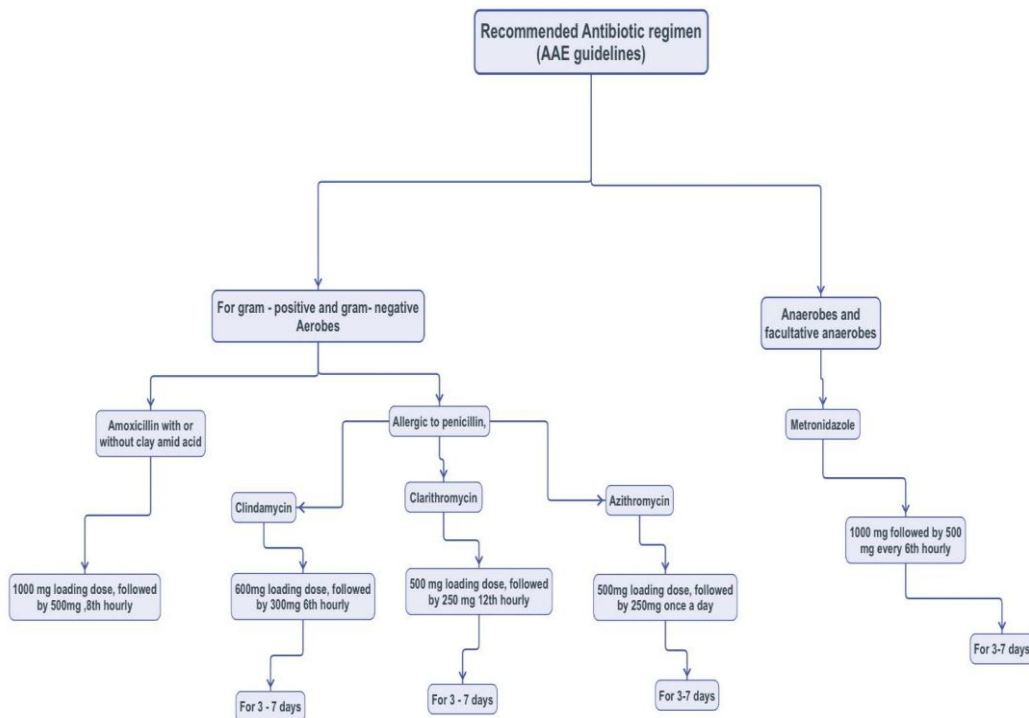 Recommended Antibiotic regimen
(AAE guidelines)
For gram - positive and gram- negative
Aerobes
Anaerobes and
facultative anaerobes
Amoxicillin with or
without clay amid acid
Allergic to penicillin,
Metronidazole
Clindamycin
Clarithromycin
Azithromycin
1000 mg followed by 500
mg every 6th hourly
1000 mg loading dose, followed
by 500mg ,8th hourly
600mg loading dose, followed
by 300mg 6th hourly
500 mg loading dose, followed
by 250 mg 12th hourly
500mg loading dose, followed
by 250mg once a day
For 3-7 days
For 3 - 7 days
For 3 - 7 days
For 3-7 days